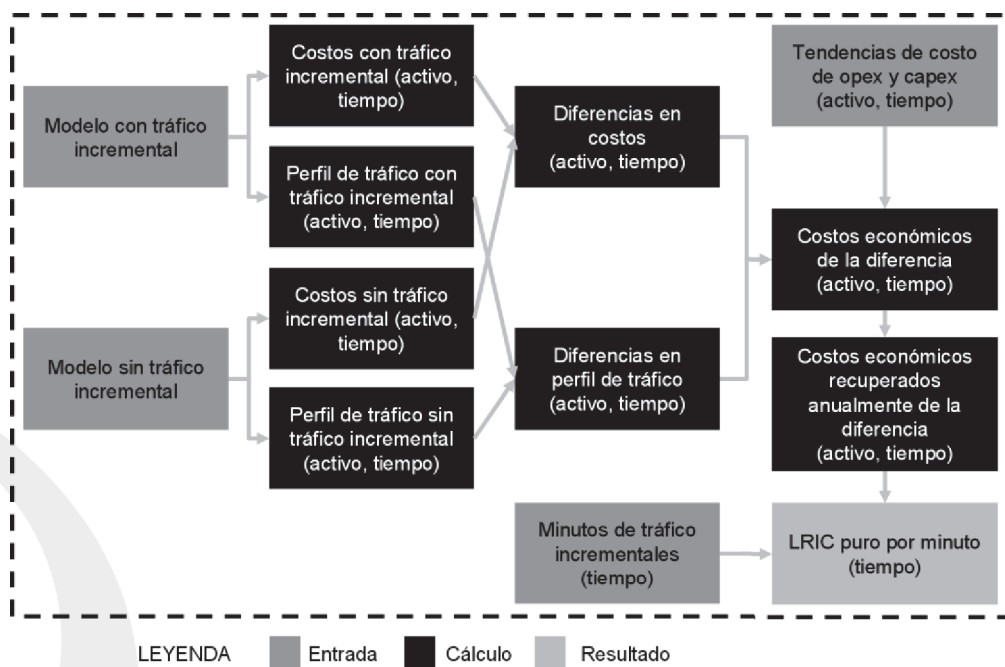 Modelo con tráfico
incremental
Costos con tráfico
incremental (activo,
tiempo)
Perfil de tráfico con
tráfico incremental
(activo, tiempo)
Modelo sin tráfico
incremental
Costos sin tráfico
incremental (activo,
tiempo)
Perfil de tráfico sin
tráfico incremental
(activo, tiempo)
Diferencias en
costos
(activo, tiempo)
Diferencias en
perfil de tráfico
(activo, tiempo)
Tendencias de costo
de opex y capex
(activo, tiempo)
Costos económicos
de la diferencia
(activo, tiempo)
Costos económicos
recuperados
anualmente de la
diferencia
(activo, tiempo)
Minutos de tráfico
incrementales
(tiempo)
LRIC puro por minuto
(tiempo)
LEYENDA Entrada Cálculo Resultado